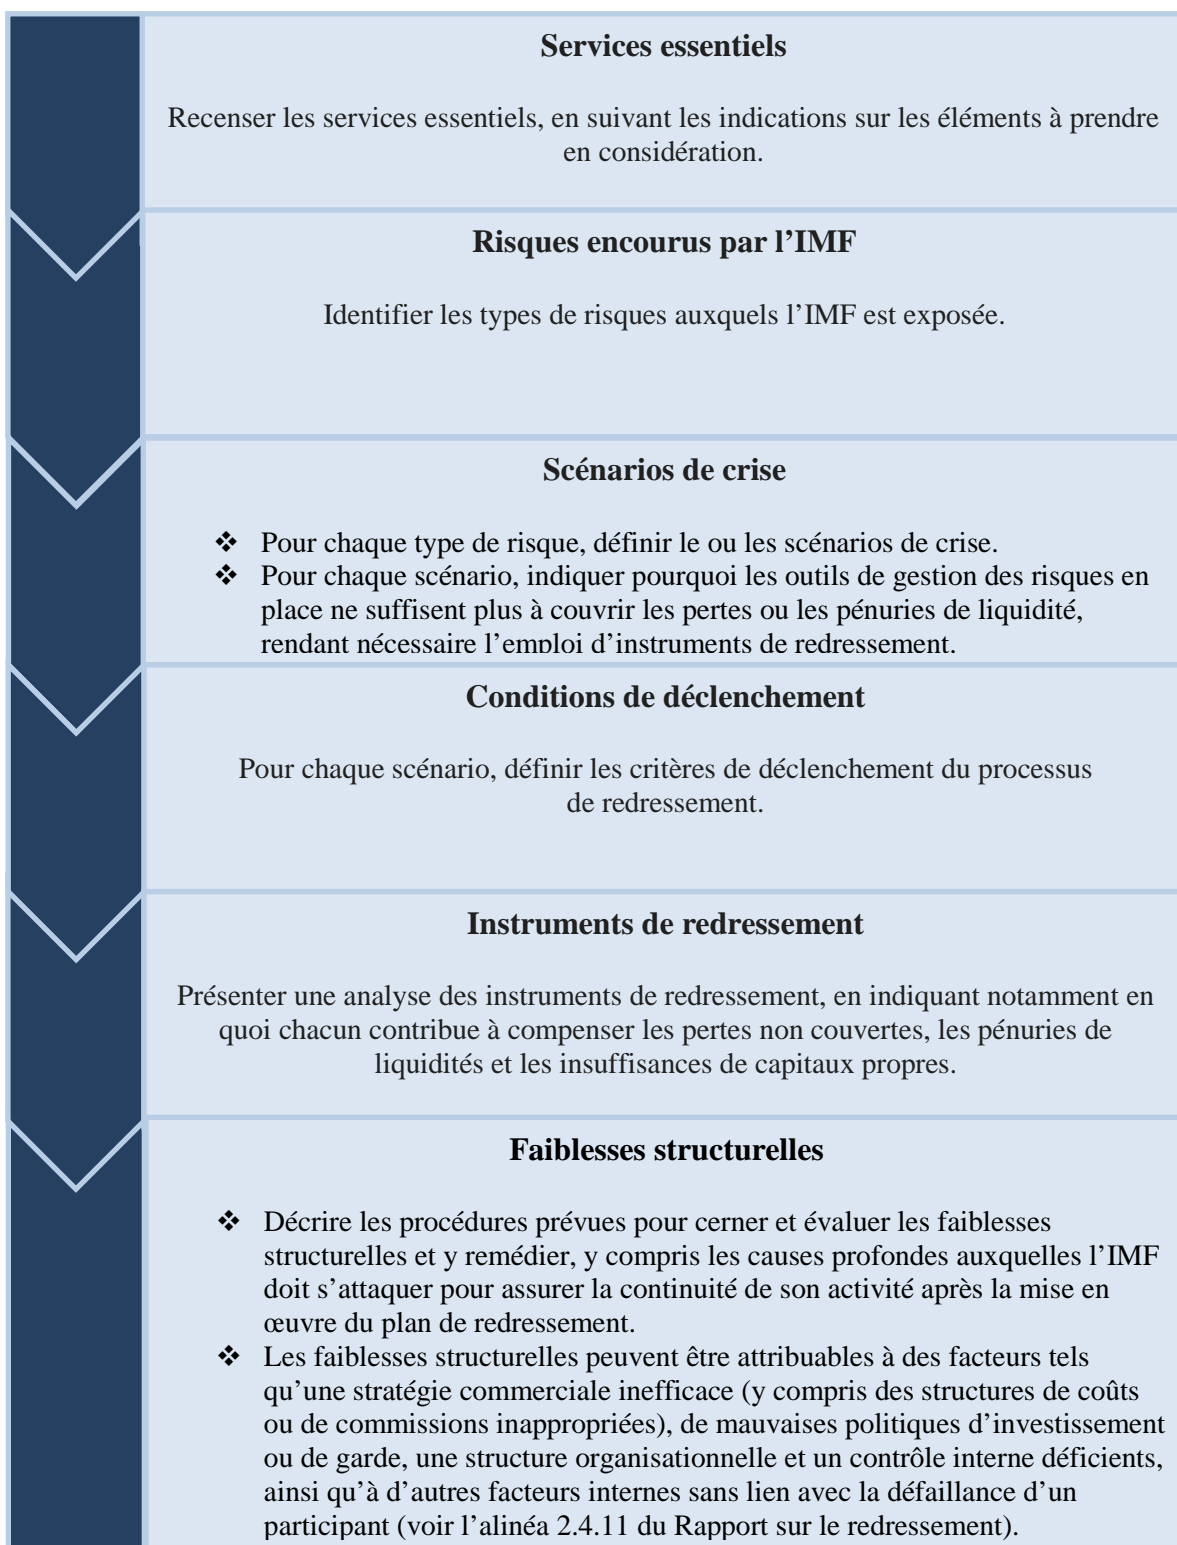 Services essentiels
Recenser les services essentiels, en suivant les indications sur les éléments à prendre
en considération.
Risques encourus par l’IMF
Identifier les types de risques auxquels l’IMF est exposée.
Scénarios de crise
❖ Pour chaque type de risque, définir le ou les scénarios de crise.
❖ Pour chaque scénario, indiquer pourquoi les outils de gestion des risques en
place ne suffisent plus à couvrir les pertes ou les pénuries de liquidité,
rendant nécessaire l’emploi d’instruments de redressement.
Conditions de déclenchement
Pour chaque scénario, définir les critères de déclenchement du processus
de redressement.
Instruments de redressement
Présenter une analyse des instruments de redressement, en indiquant notamment en
quoi chacun contribue à compenser les pertes non couvertes, les pénuries de
liquidités et les insuffisances de capitaux propres.
Faiblesses structurelles
❖ Décrire les procédures prévues pour cerner et évaluer les faiblesses
structurelles et y remédier, y compris les causes profondes auxquelles l’IMF
doit s’attaquer pour assurer la continuité de son activité après la mise en
œuvre du plan de redressement.
❖ Les faiblesses structurelles peuvent être attribuables à des facteurs tels
qu’une stratégie commerciale inefficace (y compris des structures de coûts
ou de commissions inappropriées), de mauvaises politiques d’investissement
ou de garde, une structure organisationnelle et un contrôle interne déficients,
ainsi qu’à d’autres facteurs internes sans lien avec la défaillance d’un
participant (voir l’alinéa 2.4.11 du Rapport sur le redressement).